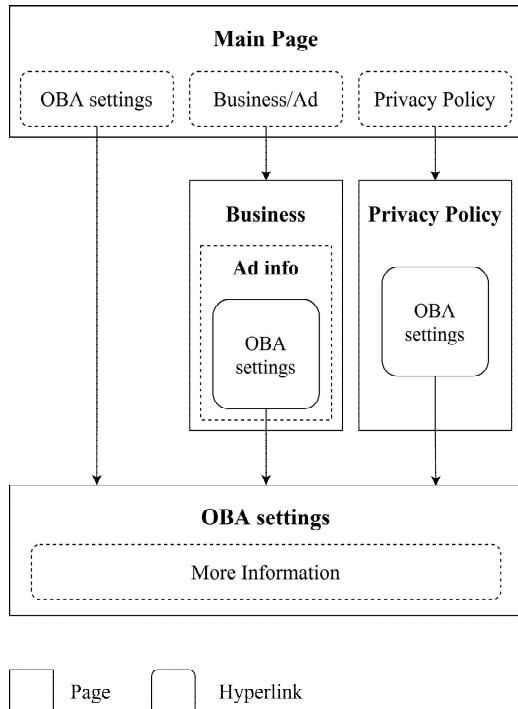 Main Page
OBA settings
Business/Ad
Privacy Policy
Business
Privacy Policy
Ad info
OBA
settings
OBA
settings
OBA settings
More Information
Page
Hyperlink